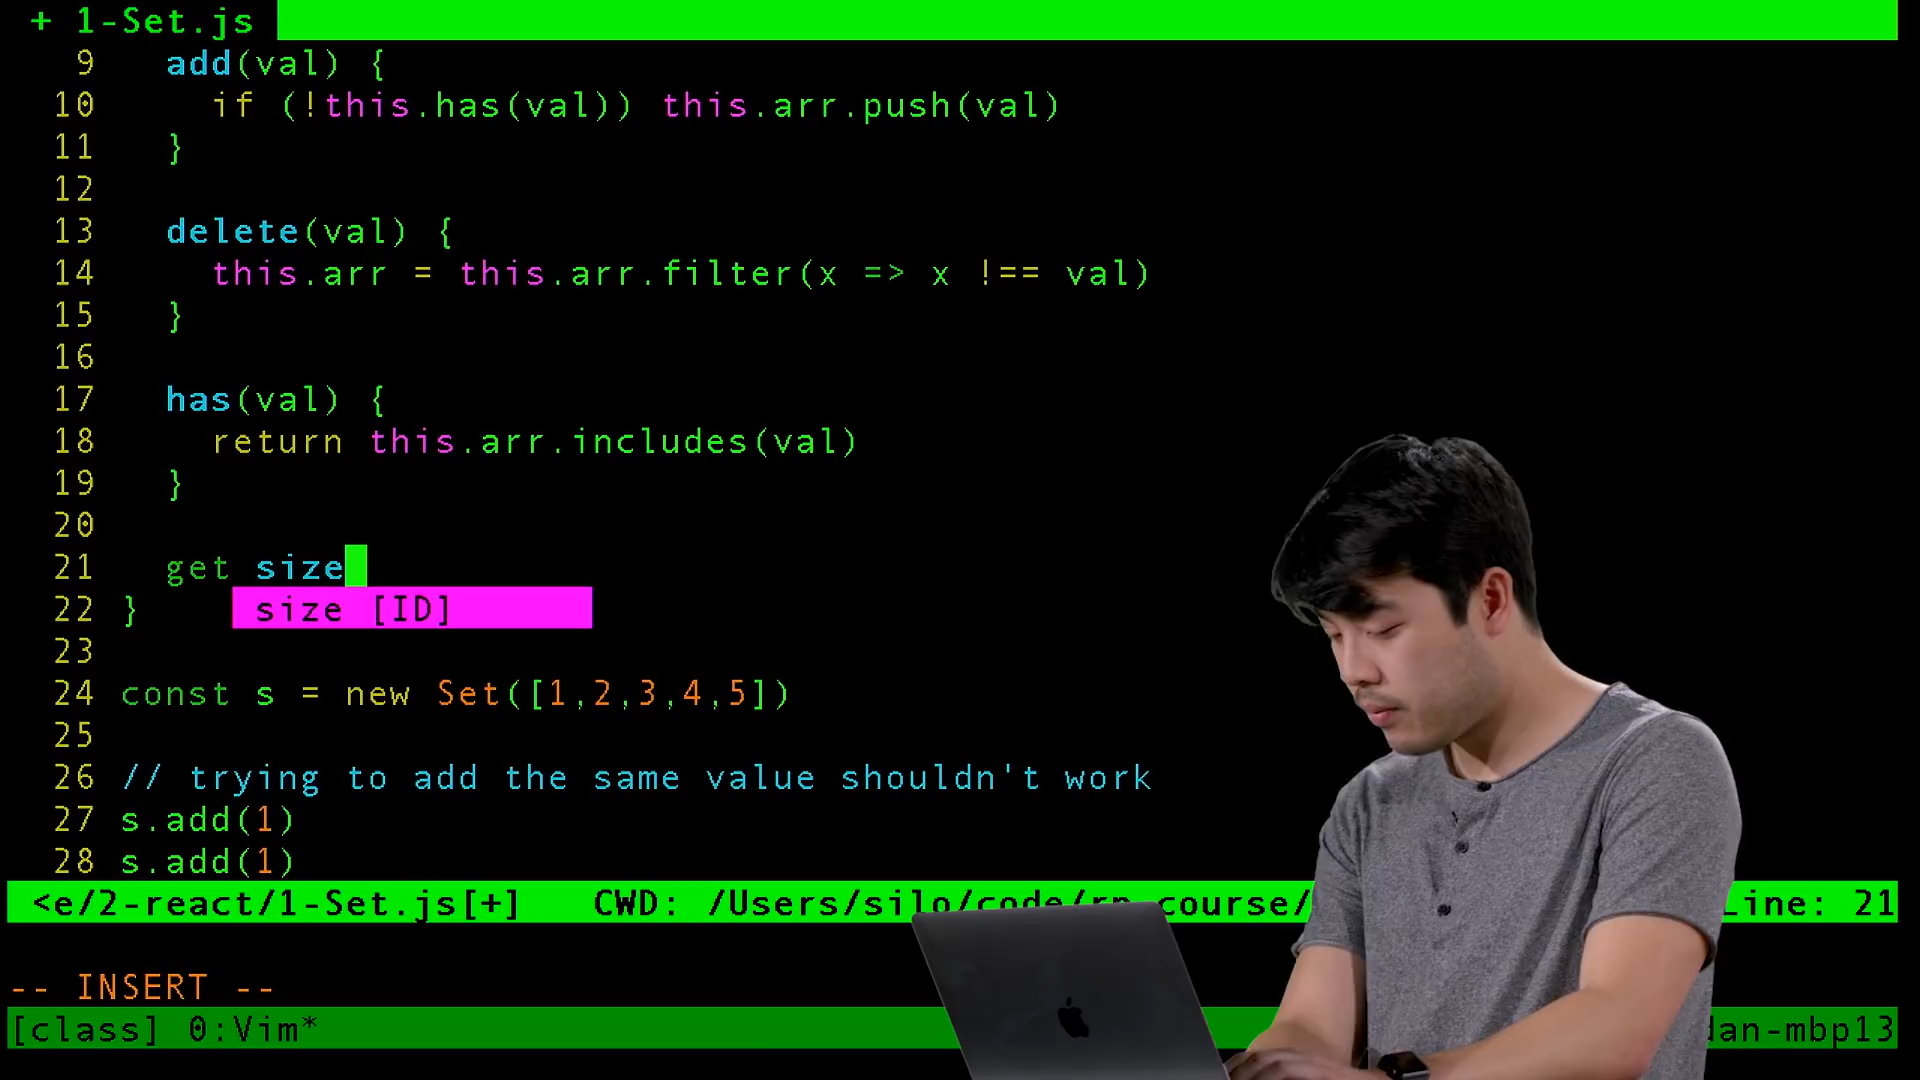 + 1-Set.js
9 add(val) {
10 if (!this.has(val)) this.arr.push(val)
11 }
12
13 delete(val) {
14 this.arr = this.arr.filter(x => x !== val)
15 }
16
17 has(val) {
18 return this.arr.includes(val)
19 }
20
21 get size
22 } size [ID]
23
24 const s = new Set([1,2,3,4,5])
25
26 // trying to add the same value shouldn't work
27 s.add(1)
28 s.add(1)
<e/2-react/1-Set.js[+] CWD: /Users/silo/code/rp-course/ Line: 21
-- INSERT --
[class] 0:Vim* dan-mbp13